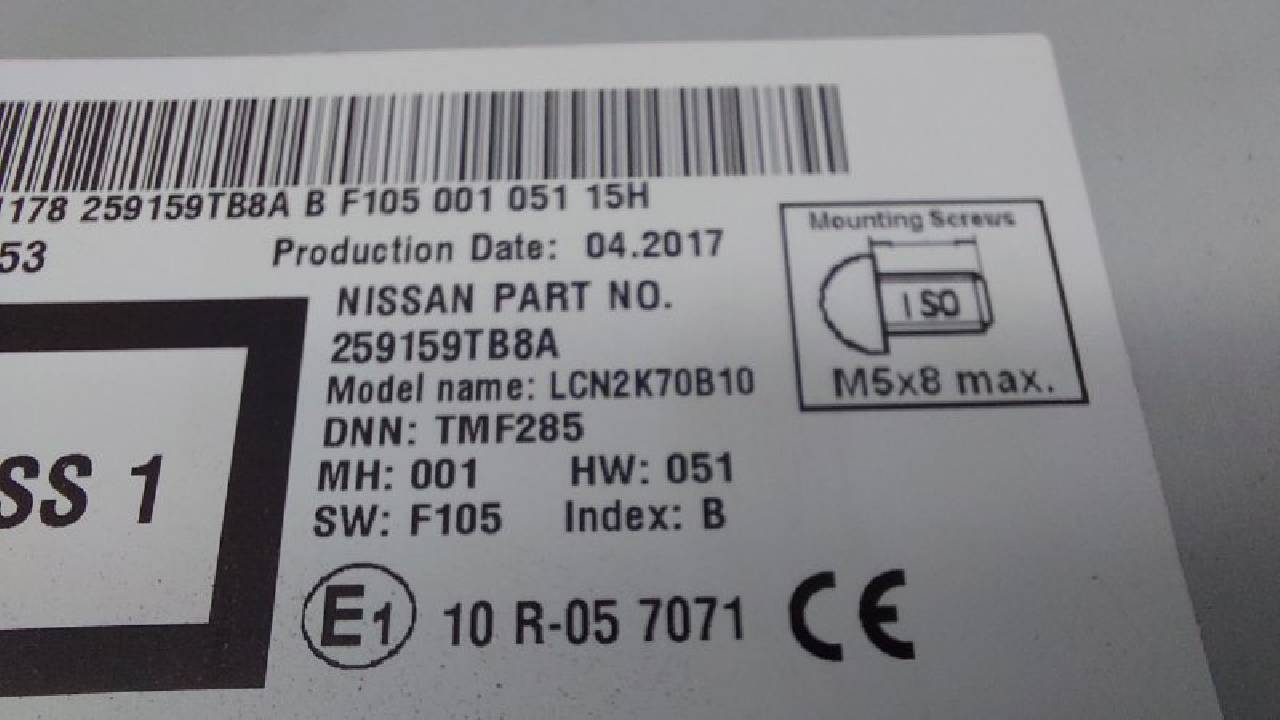 1178 259159TB8A B F105 001 051 15H
53
Production Date: 04.2017
NISSAN PART NO.
259159TB8A
Model name: LCN2K70B10
DNN: TMF285
MH: 001 HW: 051
SW: F105 Index: B
Mounting Screws
ISO
M5x8 max.
SS 1
E1 10 R-05 7071 CE